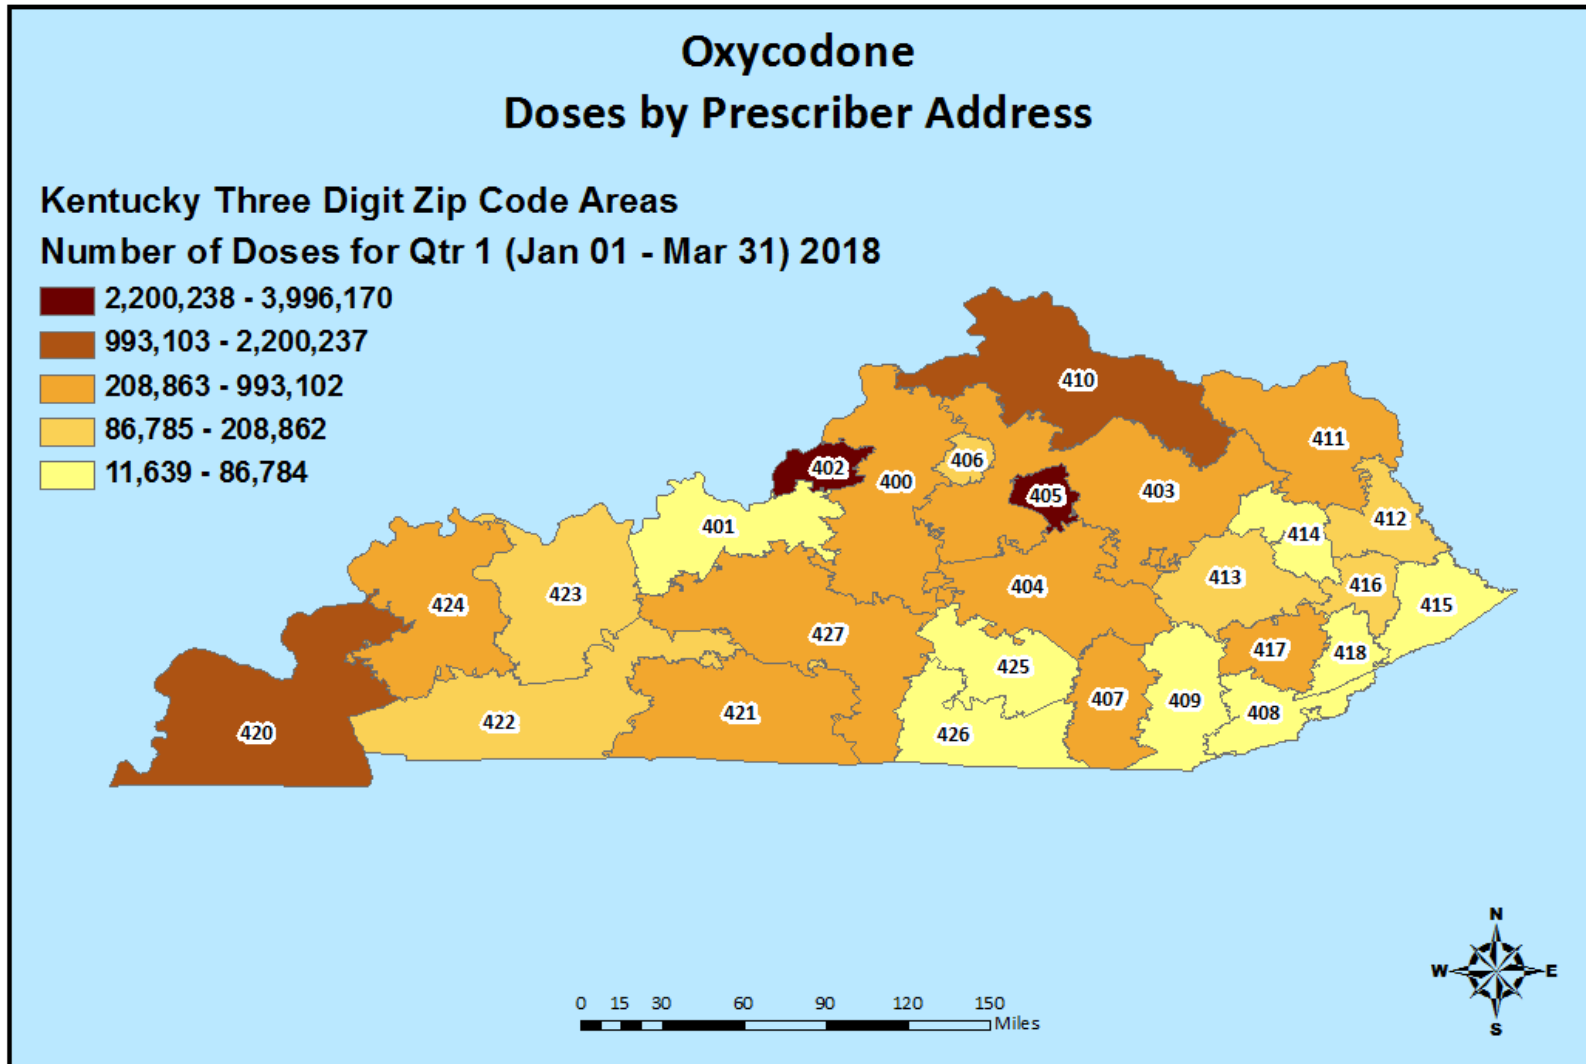 Oxycodone
Doses by Prescriber Address
Kentucky Three Digit Zip Code Areas
Number of Doses for Qtr 1 (Jan 01 - Mar 31) 2018
2,200,238 - 3,996,170
993,103 - 2,200,237
208,863 - 993,102
86,785 - 208,862
11,639 - 86,784
410
411
402
406
400
405
403
401
412
414
413
416
415
404
424
423
427
417
418
425
407
409
408
421
422
420
426
0 15 30 60 90 120 150
Miles
N
W E
S